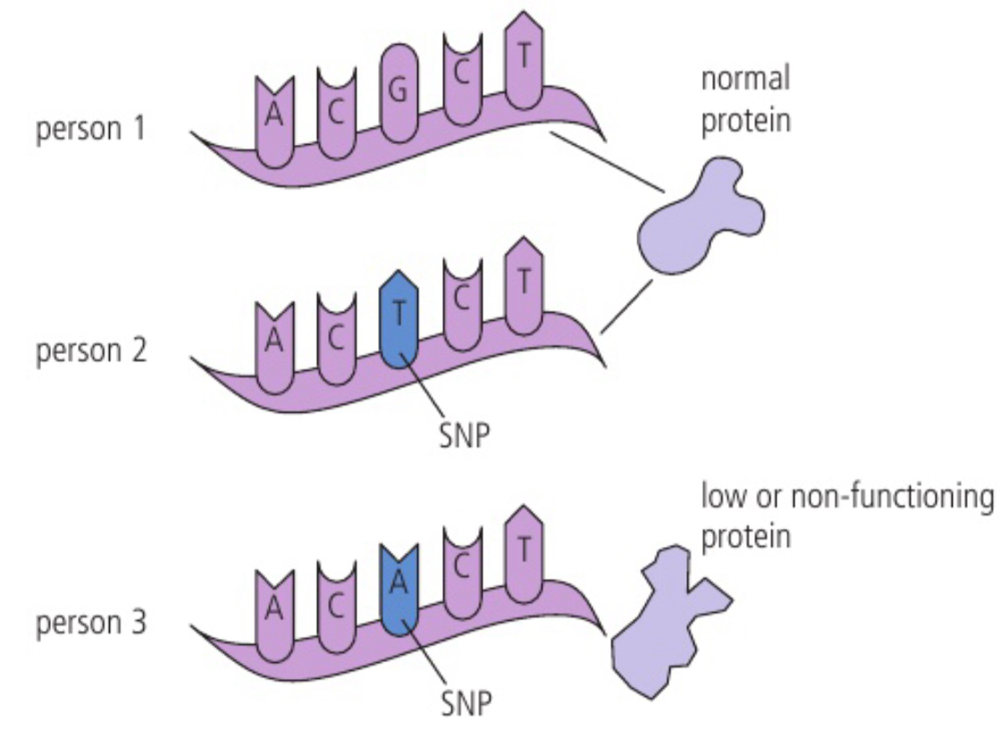 person 1
A C G C T
normal
protein
person 2
A C T C T
SNP
person 3
A C A C T
SNP
low or non-functioning
protein